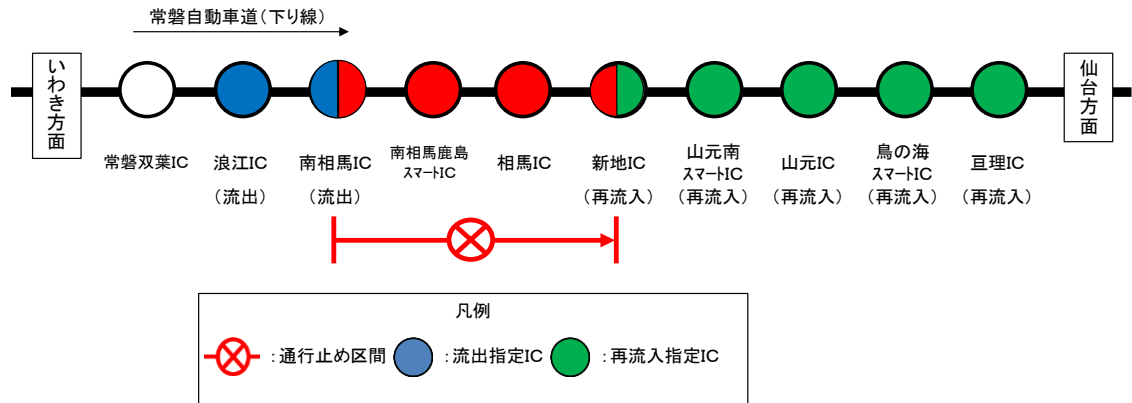 常磐自動車道（下り線）
いわき方面
仙台方面
常磐双葉IC
浪江IC
（流出）
南相馬IC
（流出）
南相馬鹿島
スマートIC
相馬IC
新地IC
（再流入）
山元南
スマートIC
（再流入）
山元IC
（再流入）
鳥の海
スマートIC
（再流入）
亘理IC
（再流入）
凡例
：通行止め区間
：流出指定IC
：再流入指定IC